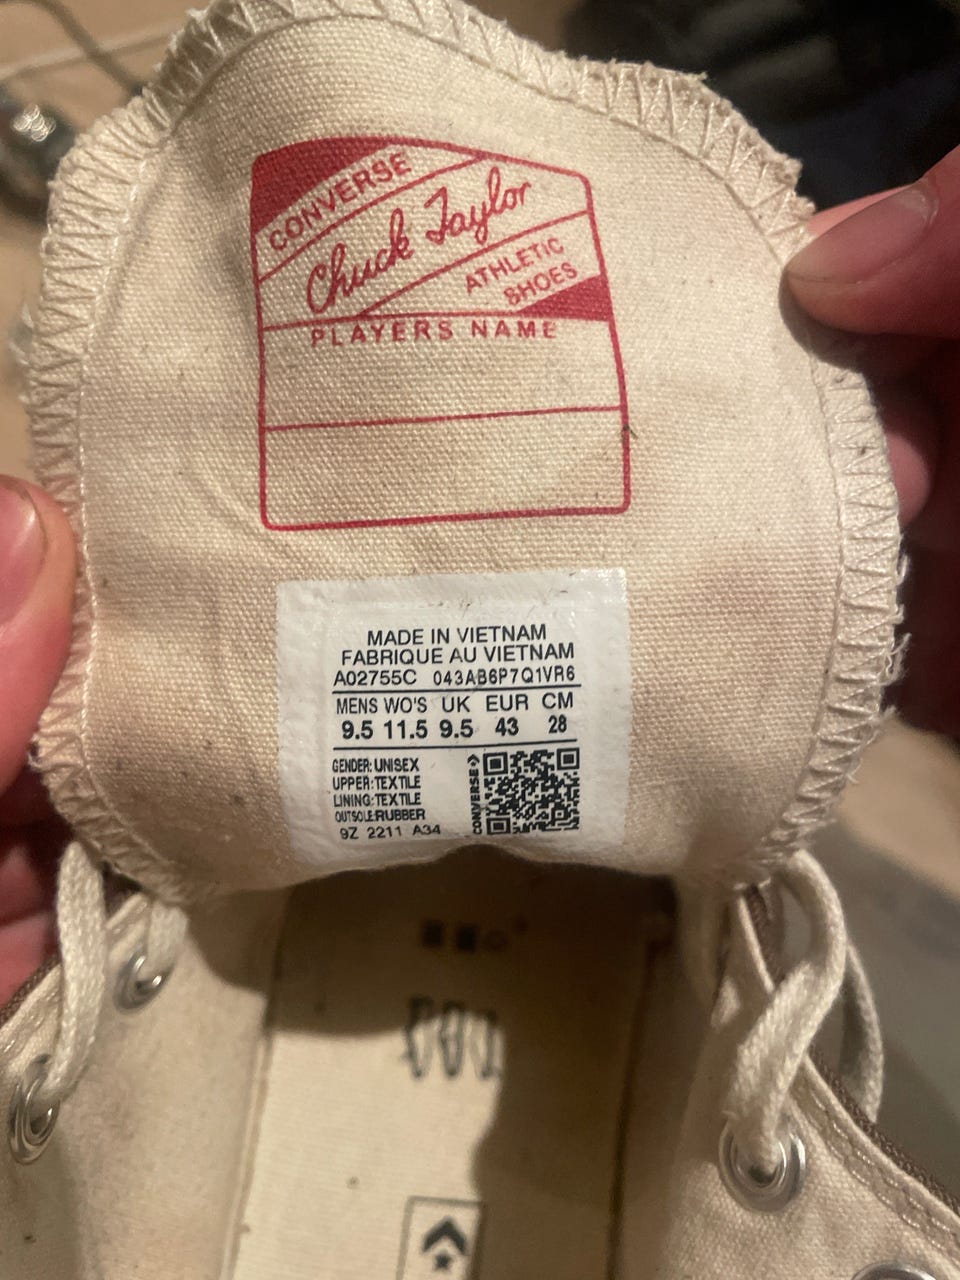 CONVERSE
Chuck Taylor
ATHLETIC
SHOES
PLAYERS NAME
MADE IN VIETNAM
FABRIQUE AU VIETNAM
A02755C 043AB6P7Q1VR6
MENS WO'S UK EUR CM
9.5 11.5 9.5 43 28
GENDER: UNISEX
UPPER: TEXTILE
LINING: TEXTILE
OUTSOLE: RUBBER
9Z 2211 A34
CONVERSE